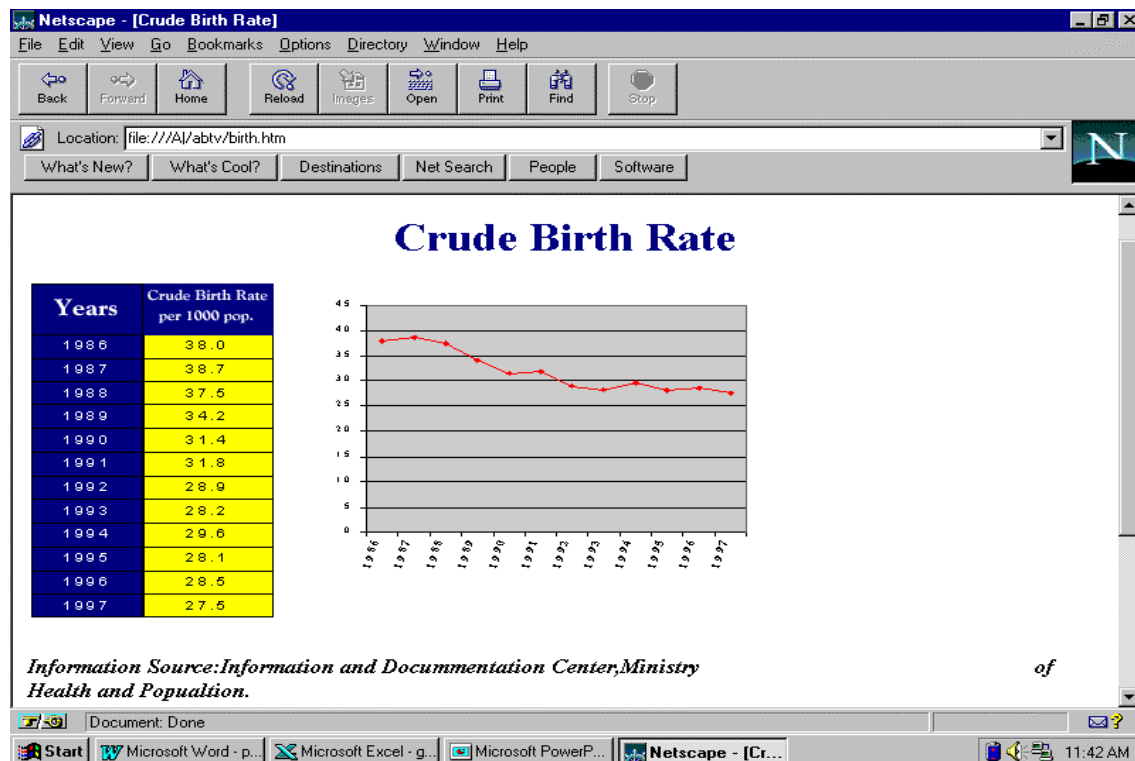 Netscape - [Crude Birth Rate]
File Edit View Go Bookmarks Options Directory Window Help
Back Forward Home Reload Images Open Print Find Stop
Location: file:///A|/abtv/birth.htm
N
What's New? What's Cool? Destinations Net Search People Software
Crude Birth Rate
Years Crude Birth Rate per 1000 pop.
1986 38.0
1987 38.7
1988 37.5
1989 34.2
1990 31.4
1991 31.8
1992 28.9
1993 28.2
1994 29.6
1995 28.1
1996 28.5
1997 27.5
45
40
35
30
25
20
15
10
5
0
1986 1987 1988 1989 1990 1991 1992 1993 1994 1995 1996 1997
Information Source:Information and Docummentation Center,Ministry of
Health and Popualtion.
Document: Done
Start Microsoft Word - p... Microsoft Excel - g... Microsoft PowerP... Netscape - [Cr... 11:42 AM